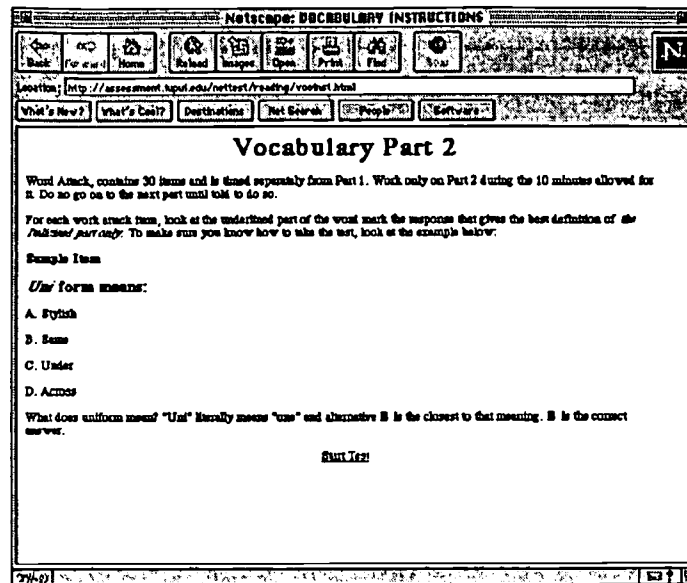 Netscape: VOCABULARY INSTRUCTIONS
Back Forward Home Reload Images Open Print Find Stop
N
Location: http://assessment.iupui.edu/nettest/reading/vocinst.html
What's New? What's Cool? Destinations Net Search People Software
Vocabulary Part 2
Word Attack, contains 30 items and is timed separately from Part 1. Work only on Part 2 during the 10 minutes allowed for
it. Do no go on to the next part until told to do so.
For each work attack item, look at the underlined part of the word mark the response that gives the best definition of the
italicized part only. To make sure you know how to take the test, look at the example below:
Sample Item
Uni form means:
A. Stylish
B. Same
C. Under
D. Across
What does uniform mean? "Uni" literally means "one" and alternative B is the closest to that meaning. B is the correct
answer.
Start Test